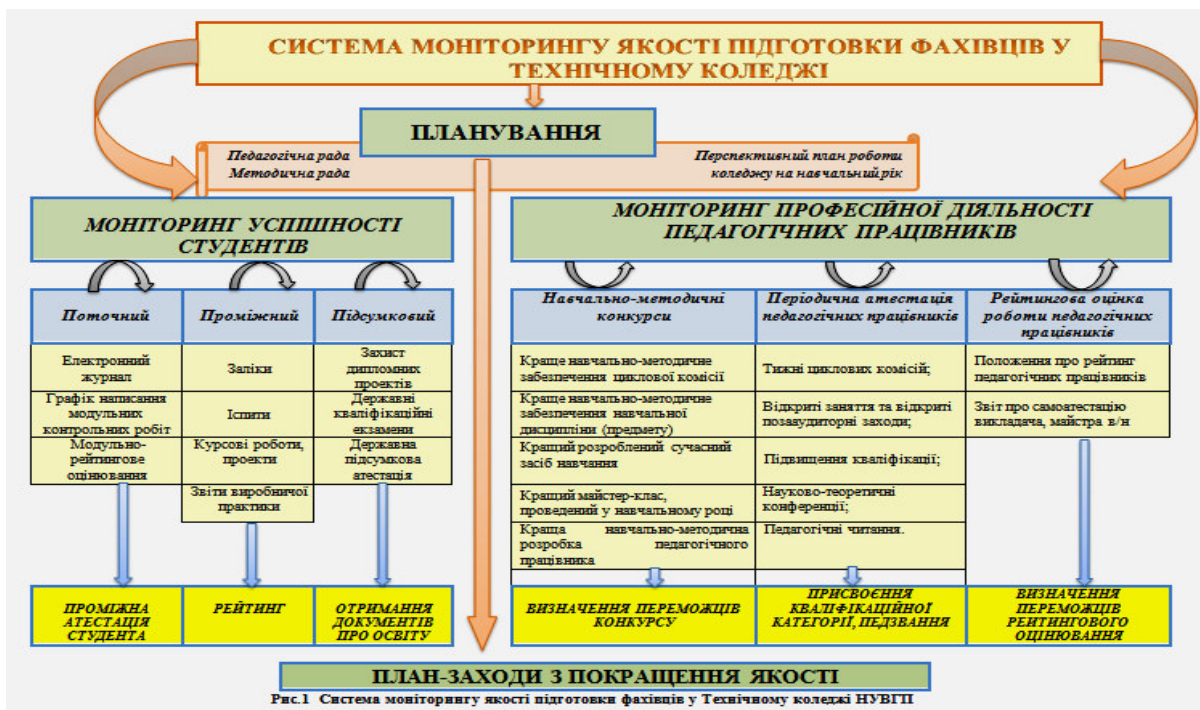 СИСТЕМА МОНІТОРИНГУ ЯКОСТІ ПІДГОТОВКИ ФАХІВЦІВ У
ТЕХНІЧНОМУ КОЛЕДЖІ
ПЛАНУВАННЯ
Педагогічна рада
Методична рада
Перспективний план роботи
коледжу на навчальний рік
МОНІТОРИНГ УСПІШНОСТІ
СТУДЕНТІВ
Поточний
Електронний
журнал
Графік написання
модульних
контрольних робіт
Модульно-
рейтингове
оцінювання
ПРОМІЖНА
АТЕСТАЦІЯ
СТУДЕНТА
Проміжний
Заліки
Іспити
Курсові роботи,
проекти
Звіти виробничої
практики
РЕЙТИНГ
Підсумковий
Захист
дипломних
проектів
Державні
кваліфікаційні
екзамени
Державна
підсумкова
атестація
ОТРИМАННЯ
ДОКУМЕНТІВ
ПРО ОСВІТУ
МОНІТОРИНГ ПРОФЕСІЙНОЇ ДІЯЛЬНОСТІ
ПЕДАГОГІЧНИХ ПРАЦІВНИКІВ
Навчально-методичні
конкурси
Краще навчально-методичне
забезпечення циклової комісії
Краще навчально-методичне
забезпечення навчальної
дисципліни (предмету)
Кращий розроблений сучасний
засіб навчання
Кращий майстер-клас,
проведений у навчальному році
Краща навчально-методична
розробка педагогічного
працівника
ВИЗНАЧЕННЯ ПЕРЕМОЖЦІВ
КОНКУРСУ
Періодична атестація
педагогічних працівників
Тижні циклових комісій;
Відкриті заняття та відкриті
позааудиторні заходи;
Підвищення кваліфікації;
Науково-теоретичні
конференції;
Педагогічні читання.
ПРИСВОЄННЯ
КВАЛІФІКАЦІЙНОЇ
КАТЕГОРІЇ, ПЕДЗВАННЯ
Рейтингова оцінка
роботи педагогічних
працівників
Положення про рейтинг
педагогічних працівників
Звіт про самоатестацію
викладача, майстра в/н
ВИЗНАЧЕННЯ
ПЕРЕМОЖЦІВ
РЕЙТИНГОВОГО
ОЦІНЮВАННЯ
ПЛАН-ЗАХОДИ З ПОКРАЩЕННЯ ЯКОСТІ
Рис.1 Система моніторингу якості підготовки фахівців у Технічному коледжі НУВГП